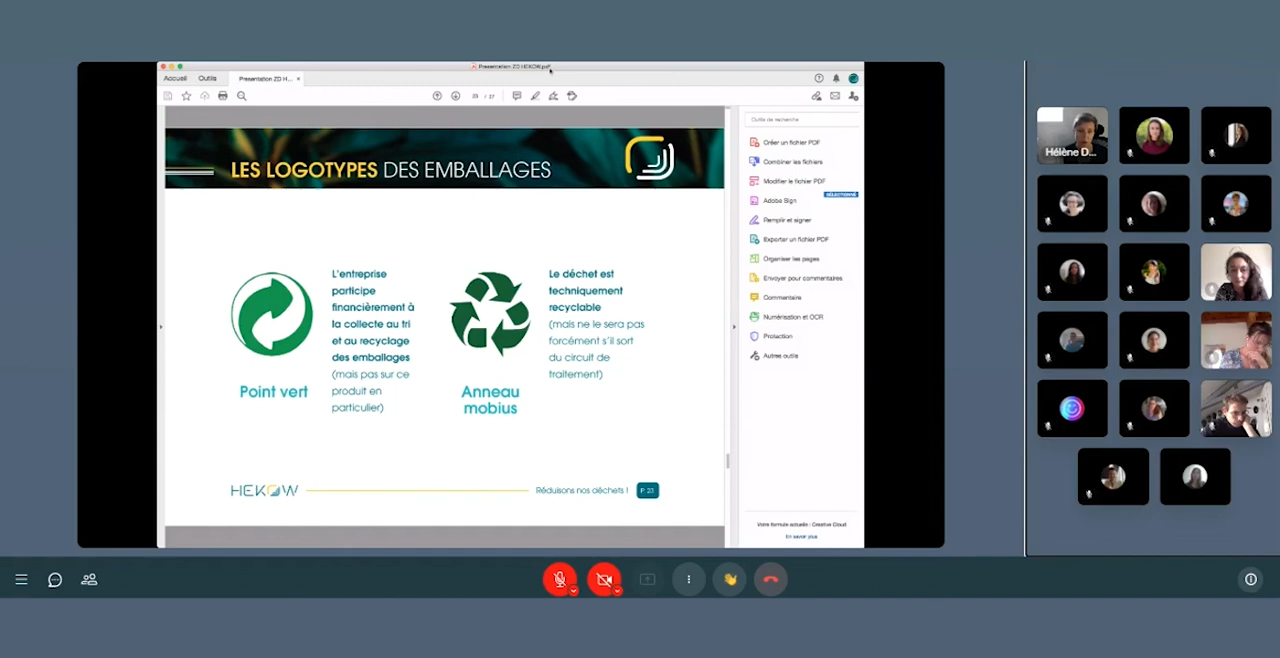 Presentation ZD HEKOW.pdf
Accueil
Outils
Presentation ZD H... ×
23 / 27
LES LOGOTYPES DES EMBALLAGES
L'entreprise
participe
financièrement à
la collecte au tri
et au recyclage
des emballages
(mais pas sur ce
produit en
particulier)
Point vert
Le déchet est
techniquement
recyclable
(mais ne le sera pas
forcément s'il sort
du circuit de
traitement)
Anneau
mobius
HEKOW
Réduisons nos déchets !
P. 23
Outils de recherche
Créer un fichier PDF
Combiner les fichiers
Modifier le fichier PDF
Adobe Sign
Remplir et signer
Exporter un fichier PDF
Organiser les pages
Envoyer pour commentaires
Commentaire
Numérisation et OCR
Protection
Autres outils
Votre formule actuelle : Creative Cloud
En savoir plus
Hélène D...